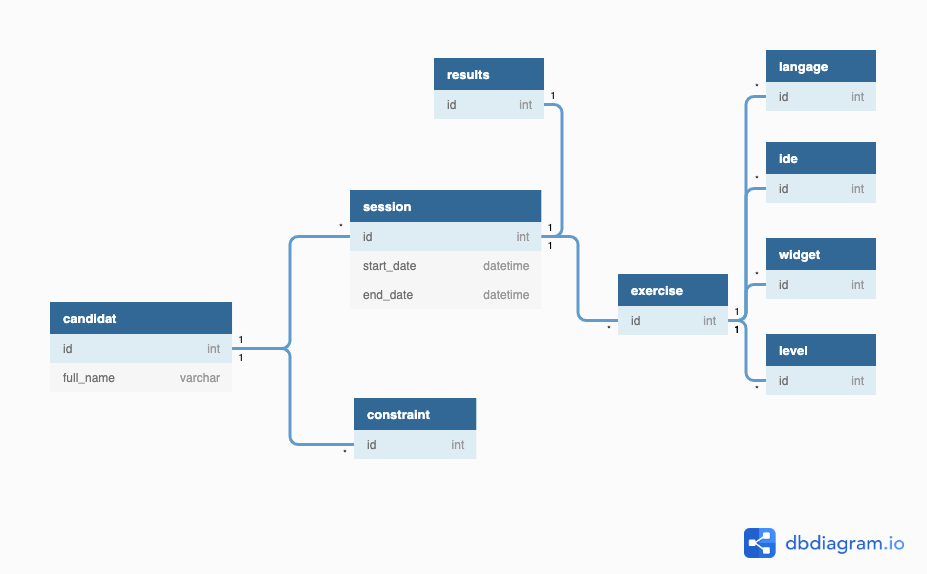 results
id int
1
langage
id int
*
ide
id int
*
session
id int
start_date datetime
end_date datetime
*
1
1
widget
id int
*
exercise
id int
*
1
1
candidat
id int
full_name varchar
1
1
level
id int
*
constraint
id int
*
dbdiagram.io